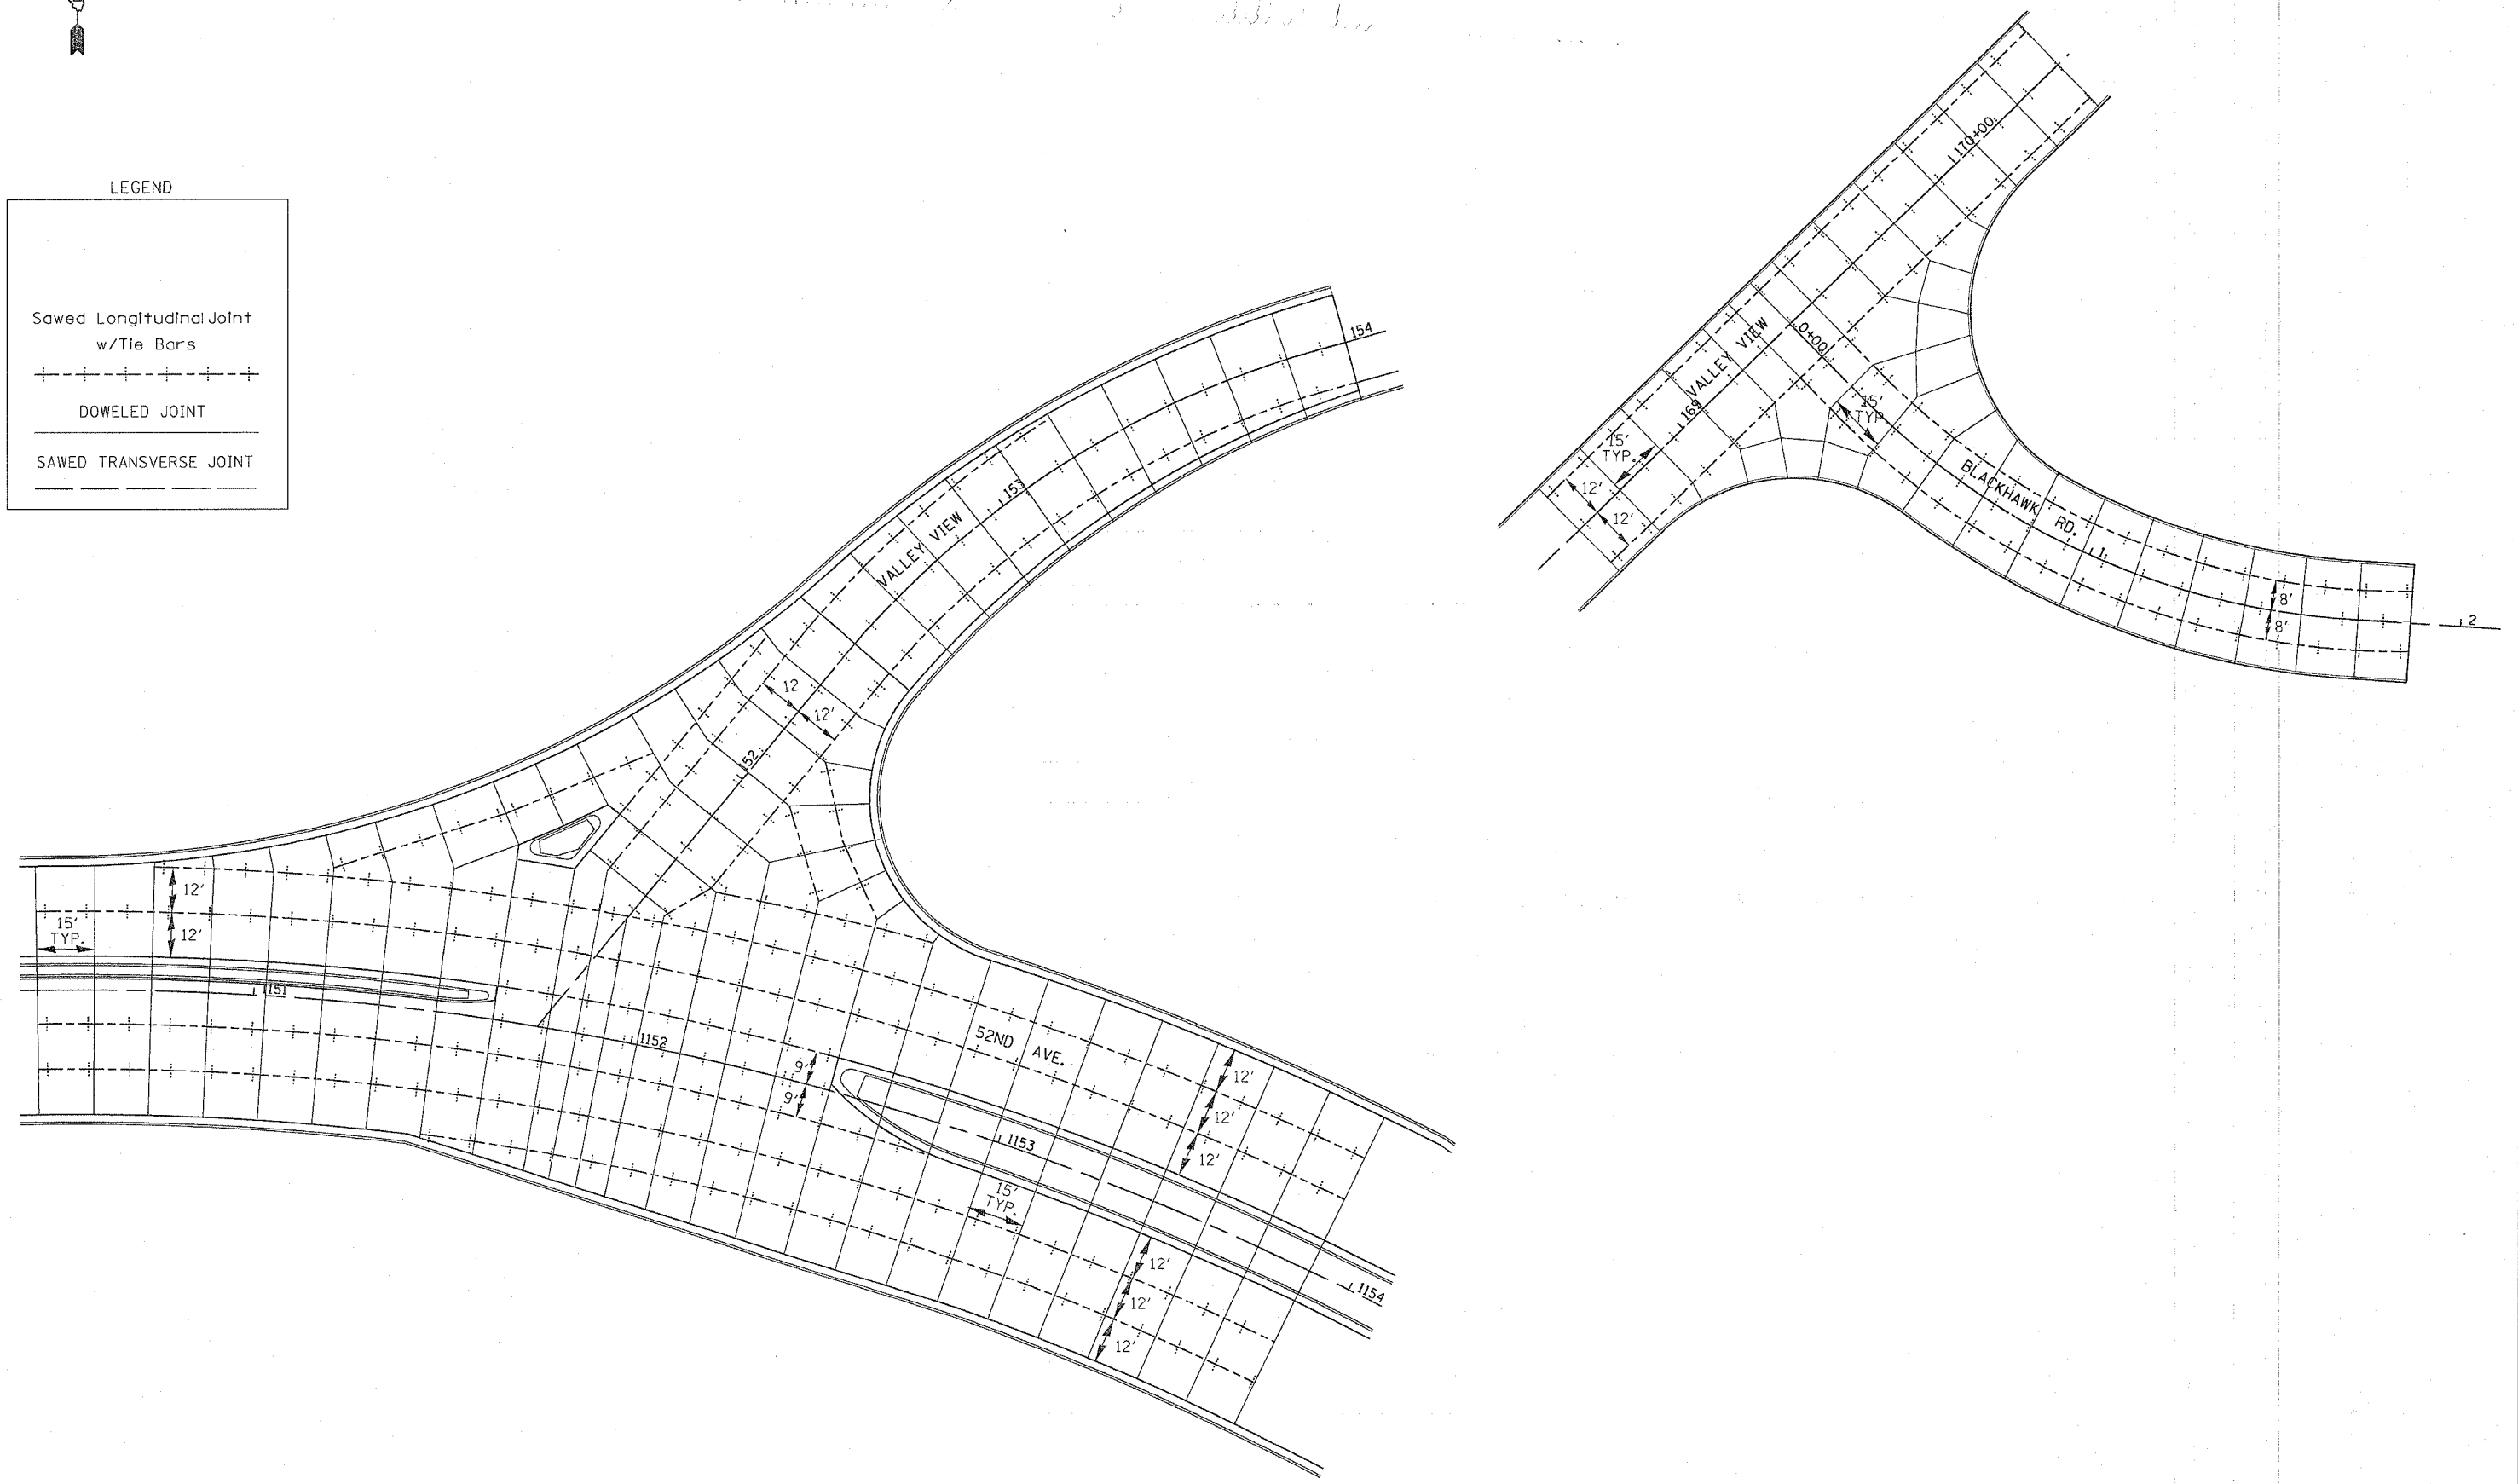 LEGEND
Sawed Longitudinal Joint
w/Tie Bars
DOWELED JOINT
SAWED TRANSVERSE JOINT
154
153
VALLEY VIEW
12
12'
152
12'
12'
15'
TYP.
1151
1152
9'
9'
52ND AVE.
1153
15'
TYP.
12'
12'
12'
12'
12'
12'
1154
1170+00
0+00
VALLEY VIEW
169
15'
TYP.
15'
TYP.
12'
12'
BLACKHAWK RD.
1
8'
8'
2